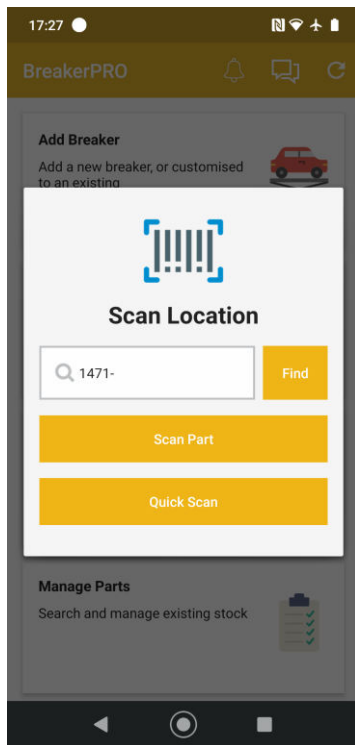 17:27
BreakerPRO
Add Breaker
Add a new breaker, or customised
to an existing
Scan Location
1471-
Find
Scan Part
Quick Scan
Manage Parts
Search and manage existing stock